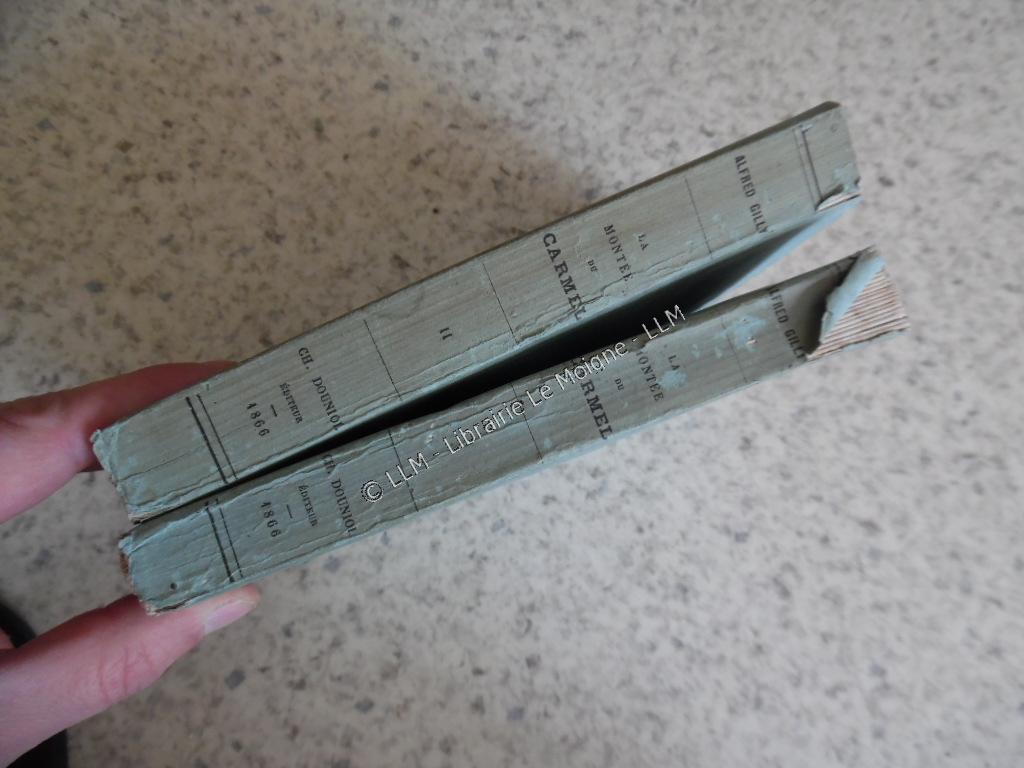 ALFRED GILLY
LA
MONTÉE
DU
CARMEL
II
CH. DOUNIOL
ÉDITEUR
—
1866
ALFRED GILLY
LA
MONTÉE
DU
CARMEL
CH. DOUNIOL
ÉDITEUR
—
1866
© LLM - Librairie Le Moigne - LLM